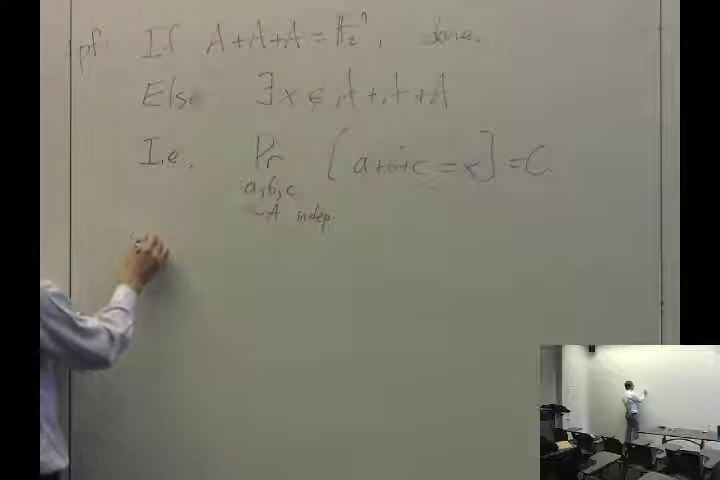 pf: If A+A+A = F₂ⁿ, done.
Else ∃x ∉ A+A+A
I.e. Pr [a+b+c = x] = 0
a,b,c
~A indep.